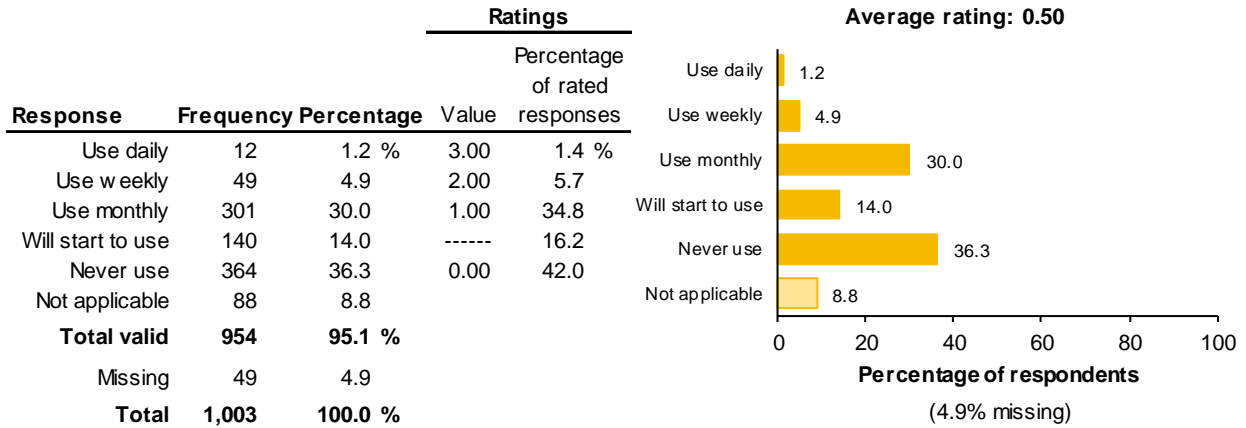 Ratings
Percentage
of rated
Response Frequency Percentage Value responses
Use daily 12 1.2 % 3.00 1.4 %
Use weekly 49 4.9 2.00 5.7
Use monthly 301 30.0 1.00 34.8
Will start to use 140 14.0 ------ 16.2
Never use 364 36.3 0.00 42.0
Not applicable 88 8.8
Total valid 954 95.1 %
Missing 49 4.9
Total 1,003 100.0 %
Average rating: 0.50
Use daily 1.2
Use weekly 4.9
Use monthly 30.0
Will start to use 14.0
Never use 36.3
Not applicable 8.8
0 20 40 60 80 100
Percentage of respondents
(4.9% missing)